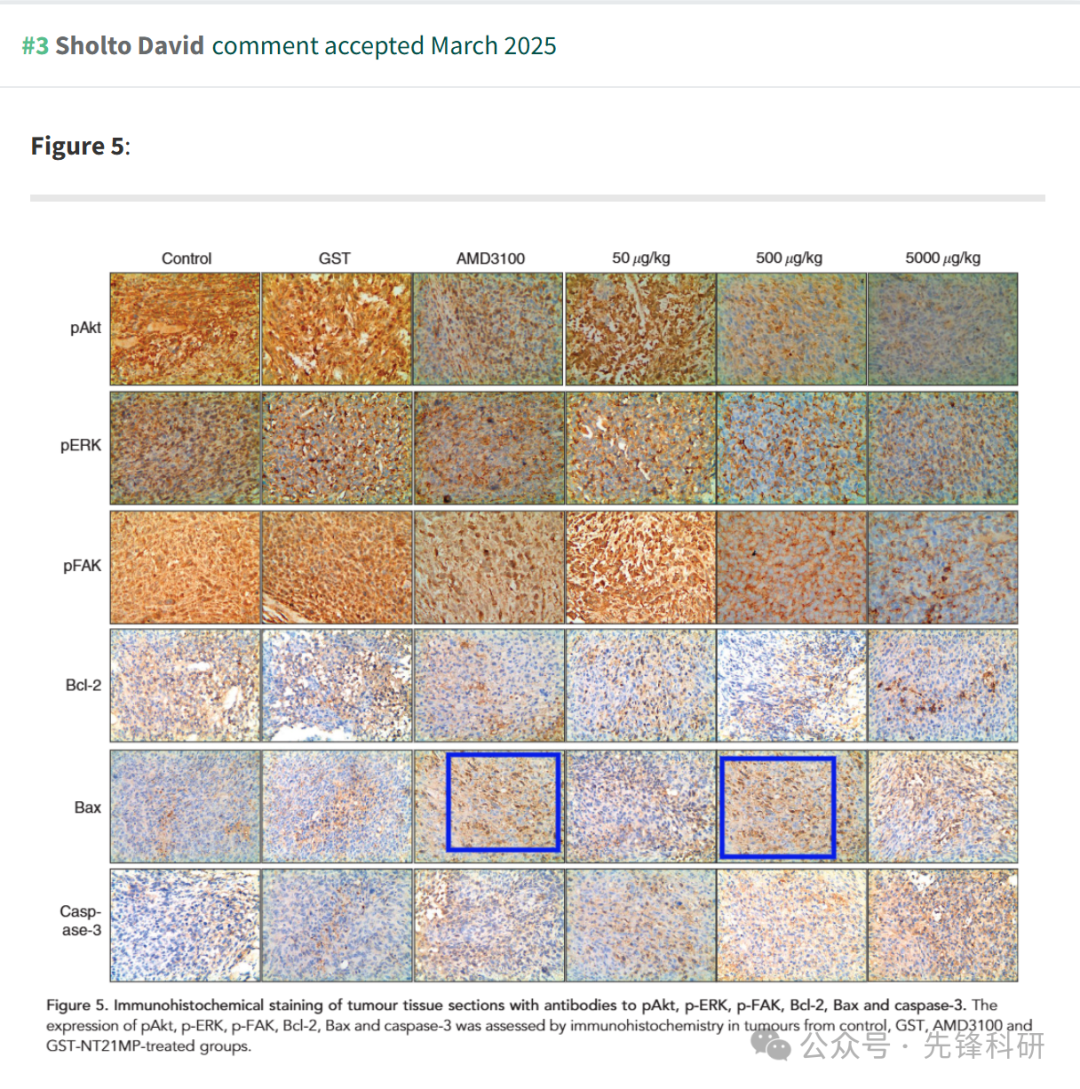 #3 Sholto David comment accepted March 2025
Figure 5:
Control GST AMD3100 50 µg/kg 500 µg/kg 5000 µg/kg
pAkt
pERK
pFAK
Bcl-2
Bax
Casp-
ase-3
Figure 5. Immunohistochemical staining of tumour tissue sections with antibodies to pAkt, p-ERK, p-FAK, Bcl-2, Bax and caspase-3. The
expression of pAkt, p-ERK, p-FAK, Bcl-2, Bax and caspase-3 was assessed by immunohistochemistry in tumours from control, GST, AMD3100 and
GST-NT21MP-treated groups.
公众号 · 先锋科研